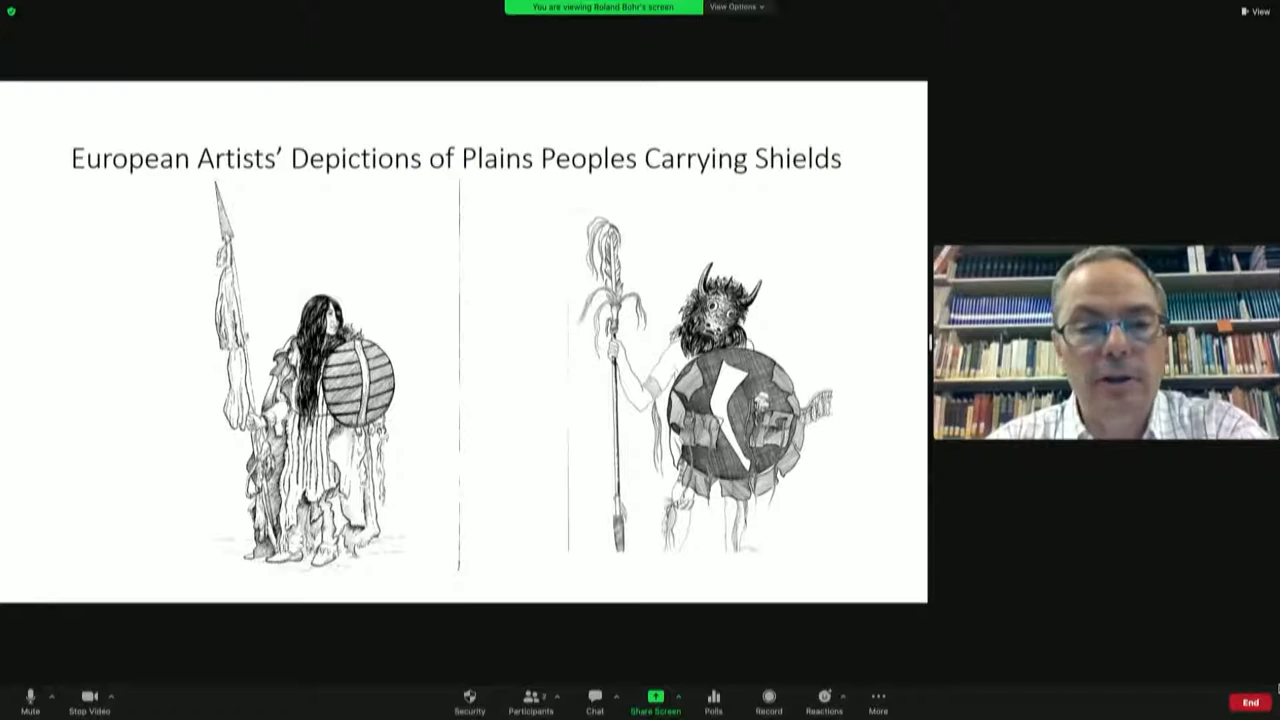 You are viewing Roland Bohr's screen
View Options
View
European Artists’ Depictions of Plains Peoples Carrying Shields
Mute
Stop Video
Security
Participants
2
Chat
Share Screen
Polls
Record
Reactions
More
End